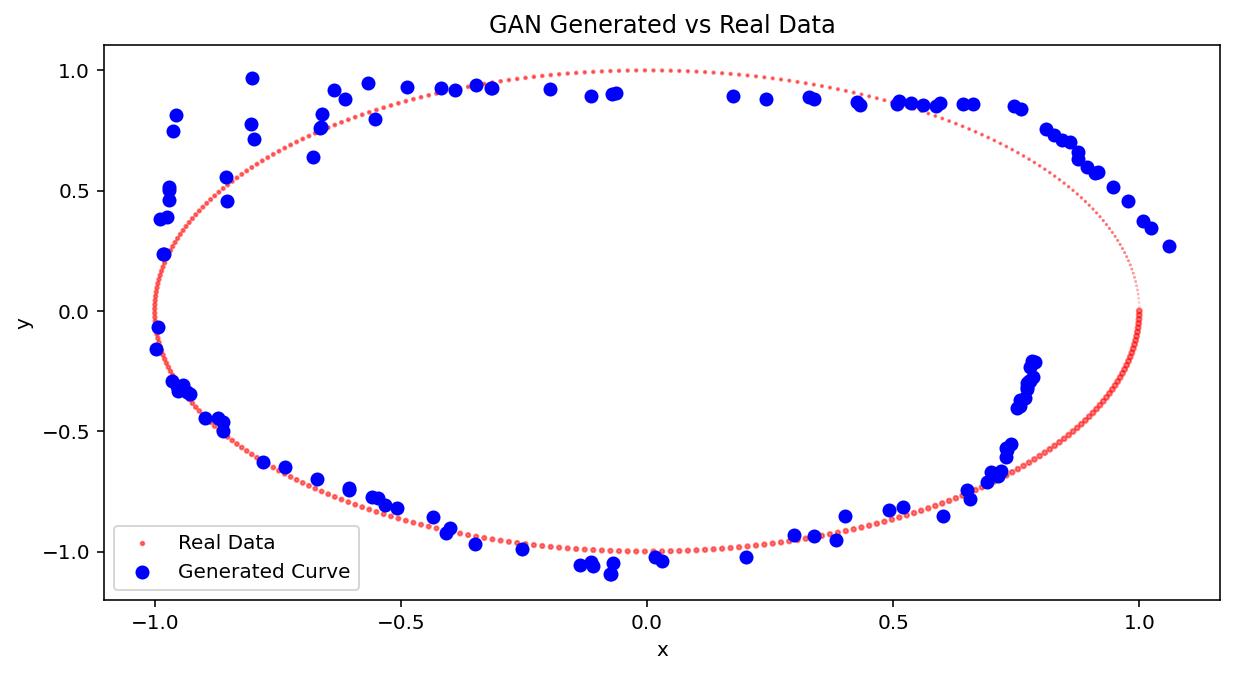 GAN Generated vs Real Data
1.0
0.5
0.0
−0.5
−1.0
y
Real Data
Generated Curve
−1.0 −0.5 0.0 0.5 1.0
x